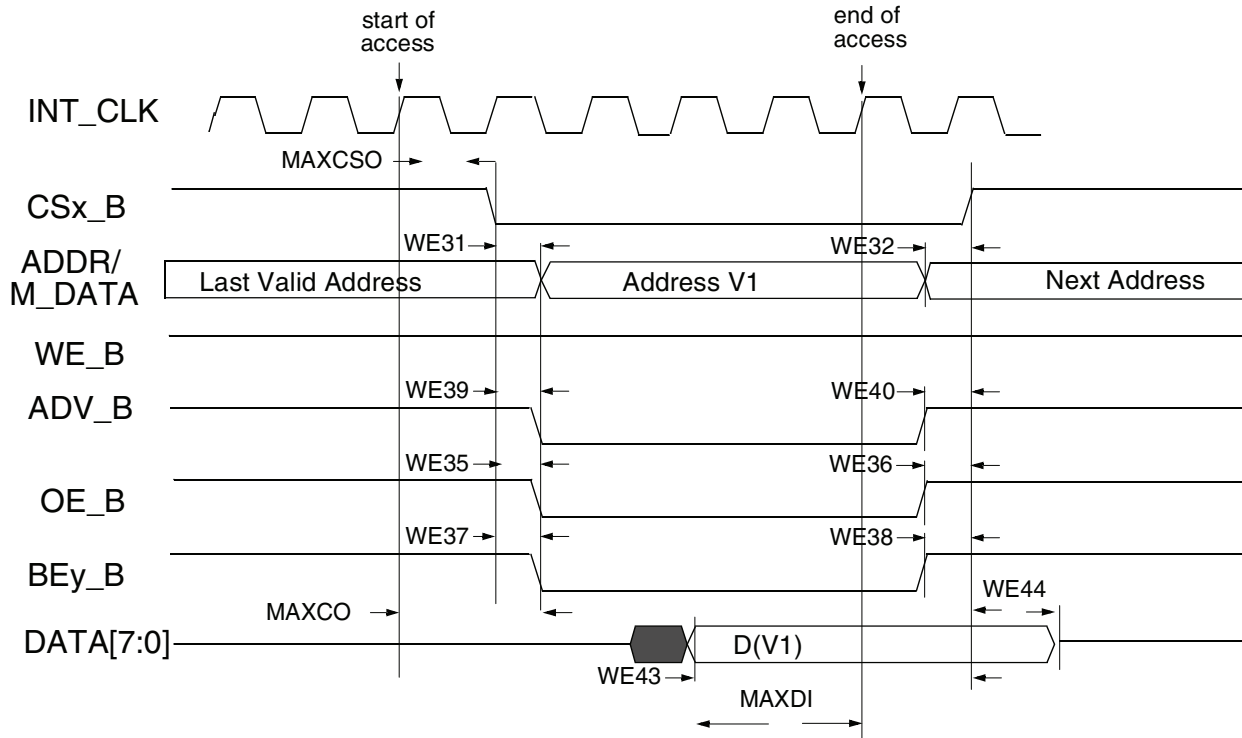 start of
access
end of
access
INT_CLK
MAXCSO
CSx_B
WE31
WE32
ADDR/
M_DATA
Last Valid Address
Address V1
Next Address
WE_B
WE39
WE40
ADV_B
WE35
WE36
OE_B
WE37
WE38
BEy_B
WE44
MAXCO
DATA[7:0]
D(V1)
WE43
MAXDI